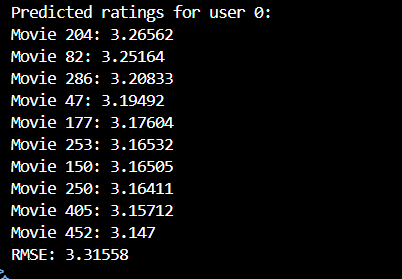 Predicted ratings for user 0:
Movie 204: 3.26562
Movie 82: 3.25164
Movie 286: 3.20833
Movie 47: 3.19492
Movie 177: 3.17604
Movie 253: 3.16532
Movie 150: 3.16505
Movie 250: 3.16411
Movie 405: 3.15712
Movie 452: 3.147
RMSE: 3.31558